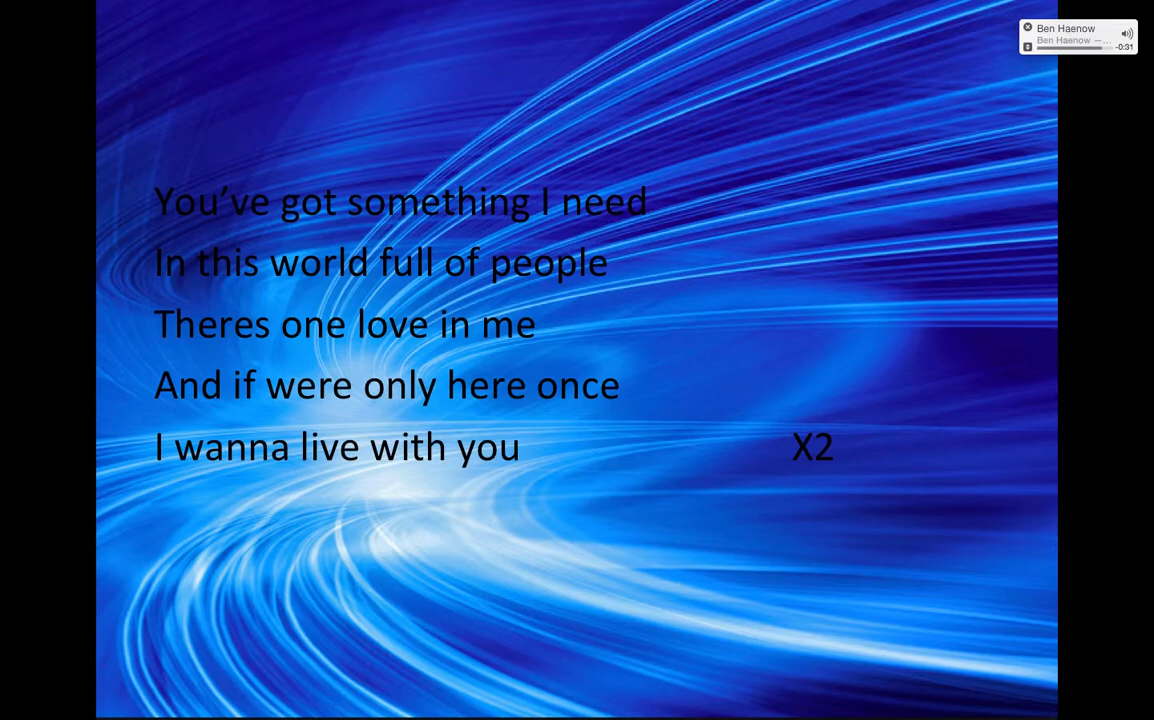 Ben Haenow
Ben Haenow —...
-0:31
You’ve got something I need
In this world full of people
Theres one love in me
And if were only here once
I wanna live with you X2